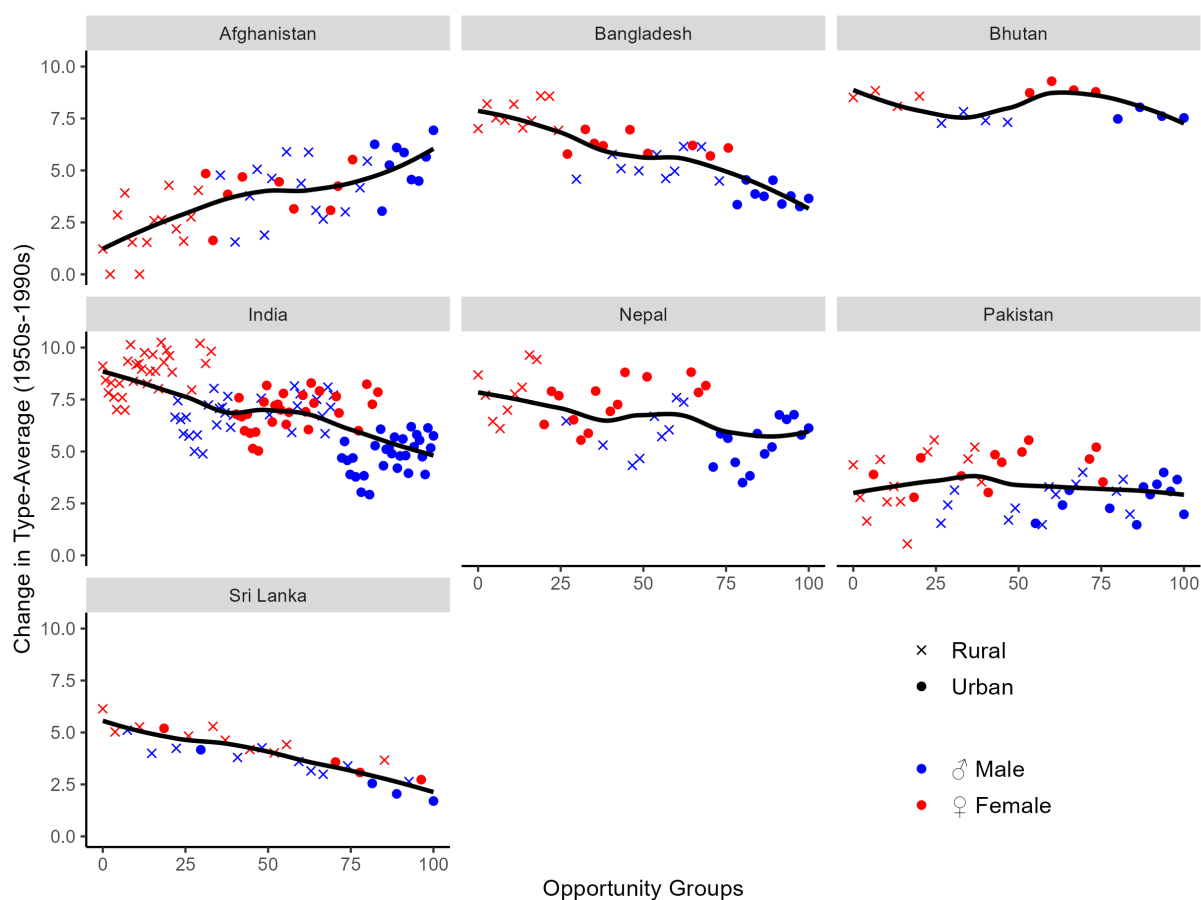 Afghanistan
Bangladesh
Bhutan
10.0
7.5
5.0
2.5
0.0
India
Nepal
Pakistan
10.0
7.5
5.0
2.5
0.0
0 25 50 75 100
0 25 50 75 100
Sri Lanka
10.0
7.5
5.0
2.5
0.0
0 25 50 75 100
Change in Type-Average (1950s-1990s)
Opportunity Groups
Rural
Urban
♂ Male
♀ Female